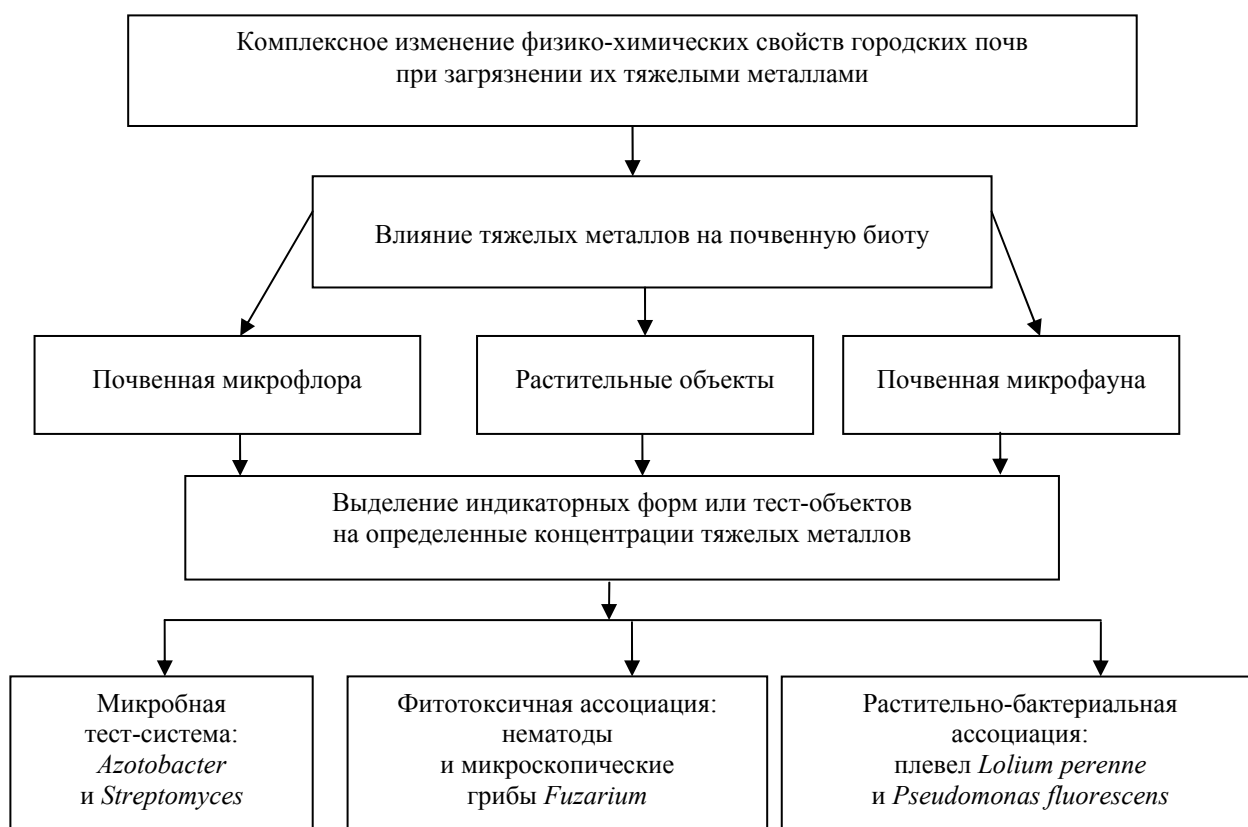 Комплексное изменение физико-химических свойств городских почв
при загрязнении их тяжелыми металлами
Влияние тяжелых металлов на почвенную биоту
Почвенная микрофлора
Растительные объекты
Почвенная микрофауна
Выделение индикаторных форм или тест-объектов
на определенные концентрации тяжелых металлов
Микробная
тест-система:
Azotobacter
и Streptomyces
Фитотоксичная ассоциация:
нематоды
и микроскопические
грибы Fuzarium
Растительно-бактериальная
ассоциация:
плевел Lolium perenne
и Pseudomonas fluorescens